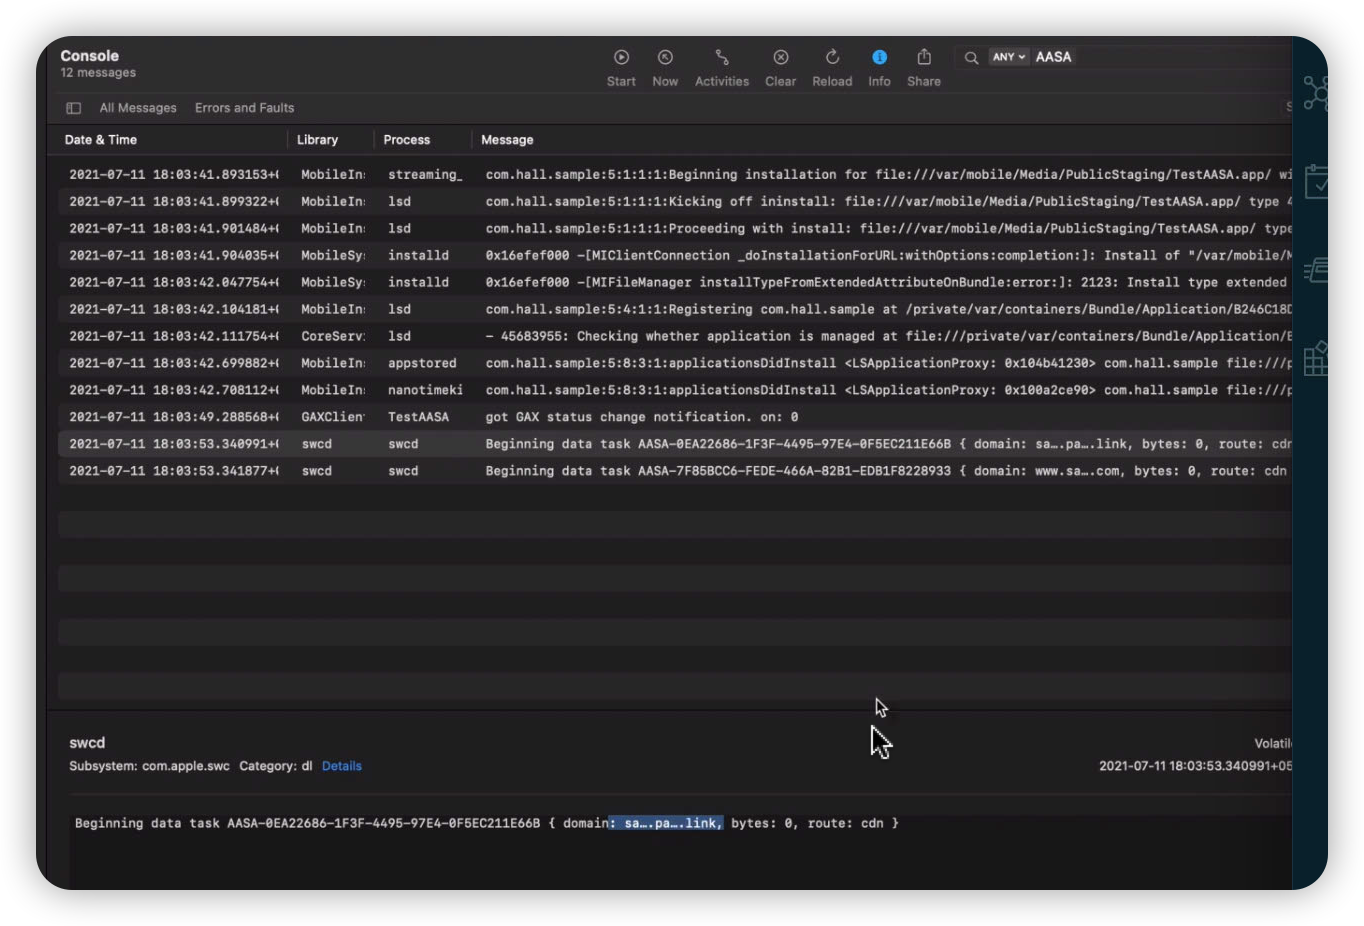 Console
12 messages
Start Now Activities Clear Reload Info Share ANY AASA
All Messages Errors and Faults
Date & Time Library Process Message
2021-07-11 18:03:41.893153+ MobileIn streaming_ com.hall.sample:5:1:1:1:Beginning installation for file:///var/mobile/Media/PublicStaging/TestAASA.app/ wi
2021-07-11 18:03:41.899322+ MobileIn lsd com.hall.sample:5:1:1:1:Kicking off ininstall: file:///var/mobile/Media/PublicStaging/TestAASA.app/ type
2021-07-11 18:03:41.901484+ MobileIn lsd com.hall.sample:5:1:1:1:Proceeding with install: file:///var/mobile/Media/PublicStaging/TestAASA.app/ type
2021-07-11 18:03:41.904035+ MobileSy installd 0x16efef000 -[MIClientConnection _doInstallationForURL:withOptions:completion:]: Install of "/var/mobile/M
2021-07-11 18:03:42.047754+ MobileSy installd 0x16efef000 -[MIFileManager installTypeFromExtendedAttributeOnBundle:error:]: 2123: Install type extended
2021-07-11 18:03:42.104181+ MobileIn lsd com.hall.sample:5:4:1:1:Registering com.hall.sample at /private/var/containers/Bundle/Application/B246C18D
2021-07-11 18:03:42.111754+ CoreServ lsd - 45683955: Checking whether application is managed at file:///private/var/containers/Bundle/Application/
2021-07-11 18:03:42.699882+ MobileIn appstored com.hall.sample:5:8:3:1:applicationsDidInstall <LSApplicationProxy: 0x104b41230> com.hall.sample file:///p
2021-07-11 18:03:42.708112+ MobileIn nanotimeki com.hall.sample:5:8:3:1:applicationsDidInstall <LSApplicationProxy: 0x100a2ce90> com.hall.sample file:///p
2021-07-11 18:03:49.288568+ GAXClien TestAASA got GAX status change notification. on: 0
2021-07-11 18:03:53.340991+ swcd swcd Beginning data task AASA-0EA22686-1F3F-4495-97E4-0F5EC211E66B { domain: sa….pa….link, bytes: 0, route: cdn
2021-07-11 18:03:53.341877+ swcd swcd Beginning data task AASA-7F85BCC6-FEDE-466A-82B1-EDB1F8228933 { domain: www.sa….com, bytes: 0, route: cdn
swcd
Volatil
Subsystem: com.apple.swc Category: dl Details
2021-07-11 18:03:53.340991+05
Beginning data task AASA-0EA22686-1F3F-4495-97E4-0F5EC211E66B { domain: sa….pa….link, bytes: 0, route: cdn }